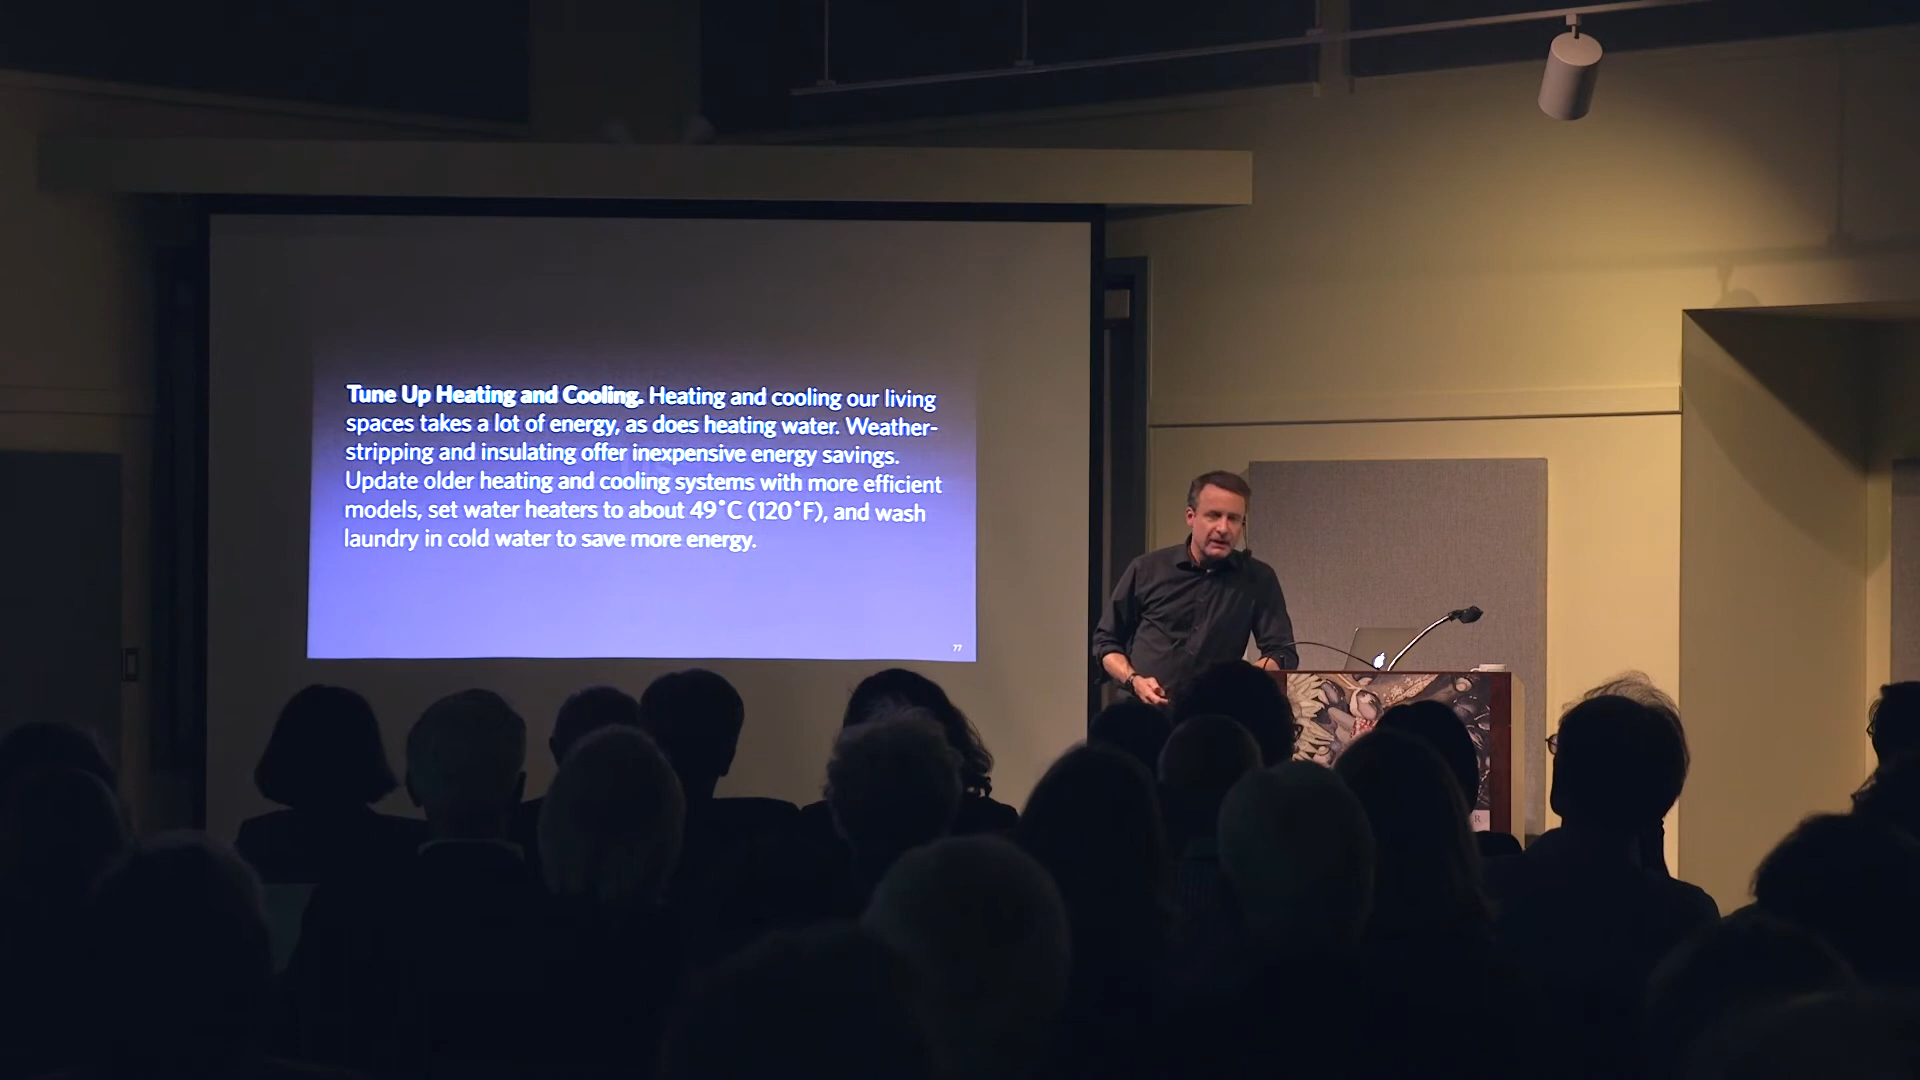 Tune Up Heating and Cooling. Heating and cooling our living
spaces takes a lot of energy, as does heating water. Weather-
stripping and insulating offer inexpensive energy savings.
Update older heating and cooling systems with more efficient
models, set water heaters to about 49°C (120°F), and wash
laundry in cold water to save more energy.
77